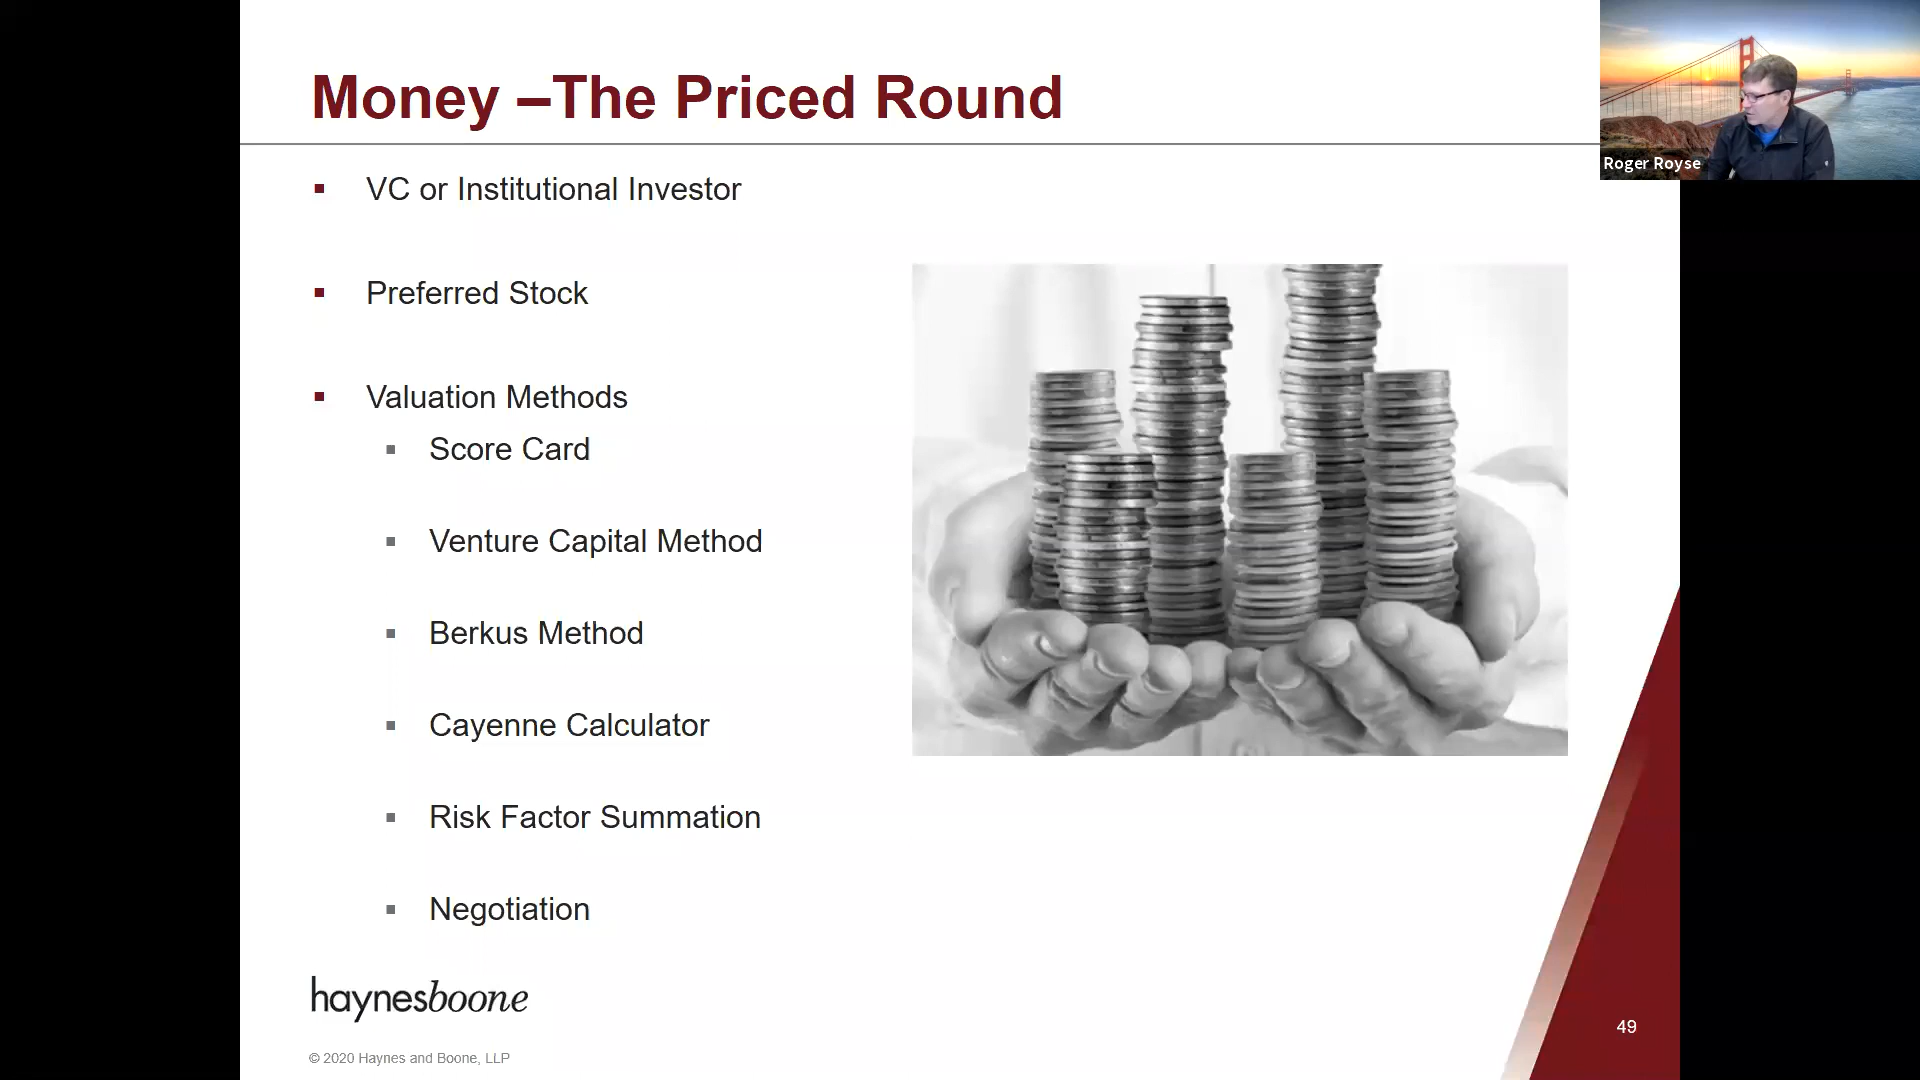 Money –The Priced Round
Roger Royse
VC or Institutional Investor
Preferred Stock
Valuation Methods
Score Card
Venture Capital Method
Berkus Method
Cayenne Calculator
Risk Factor Summation
Negotiation
haynesboone
49
© 2020 Haynes and Boone, LLP